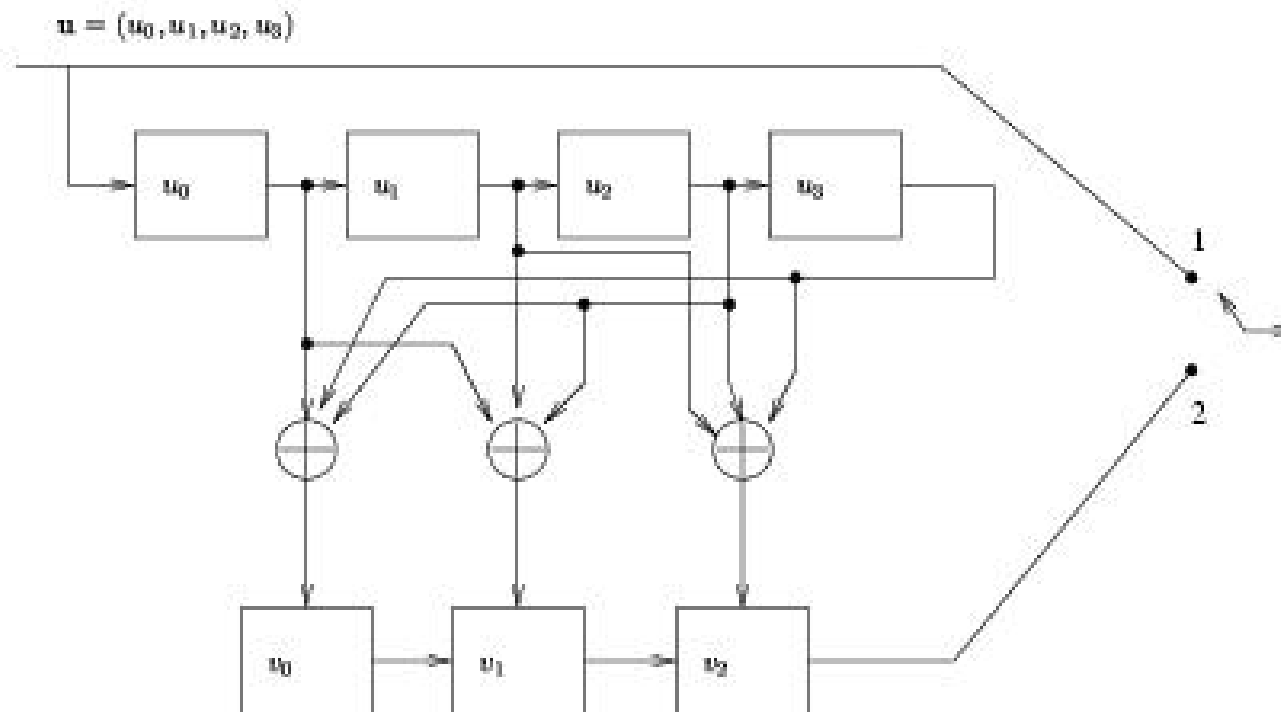 u = (u₀, u₁, u₂, u₃)
u₀ u₁ u₂ u₃
1
2
v₀ v₁ v₂